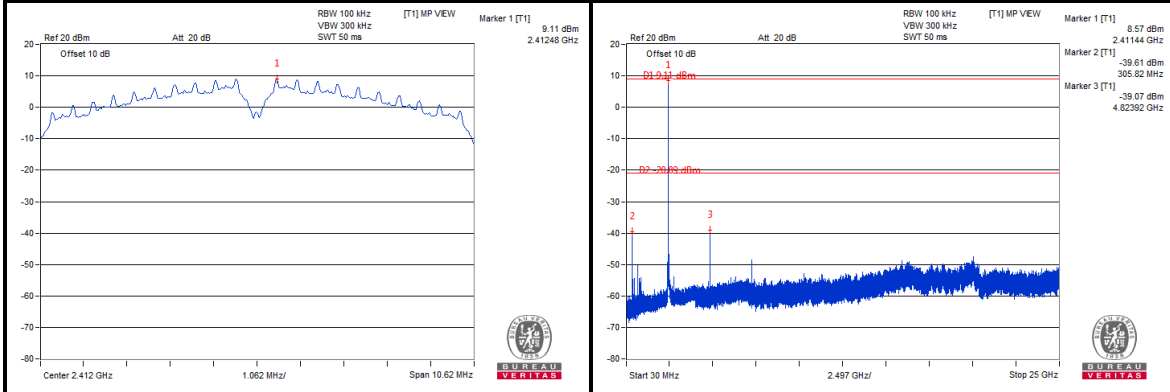 RBW 100 kHz [T1] MP VIEW
VBW 300 kHz
Ref 20 dBm Att 20 dB SWT 50 ms
Marker 1 [T1]
9.11 dBm
2.41248 GHz
Offset 10 dB
1
20
10
0
-10
-20
-30
-40
-50
-60
-70
-80
Center 2.412 GHz 1.062 MHz/ Span 10.62 MHz
BUREAU VERITAS
1828
BUREAU
VERITAS
RBW 100 kHz [T1] MP VIEW
VBW 300 kHz
Ref 20 dBm Att 20 dB SWT 50 ms
Marker 1 [T1]
8.57 dBm
2.41144 GHz
Marker 2 [T1]
-39.61 dBm
305.82 MHz
Marker 3 [T1]
-39.07 dBm
4.82392 GHz
Offset 10 dB
1
D1 9.11 dBm
D2 -20.89 dBm
2
3
20
10
0
-10
-20
-30
-40
-50
-60
-70
-80
Start 30 MHz 2.497 GHz/ Stop 25 GHz
BUREAU VERITAS
1828
BUREAU
VERITAS